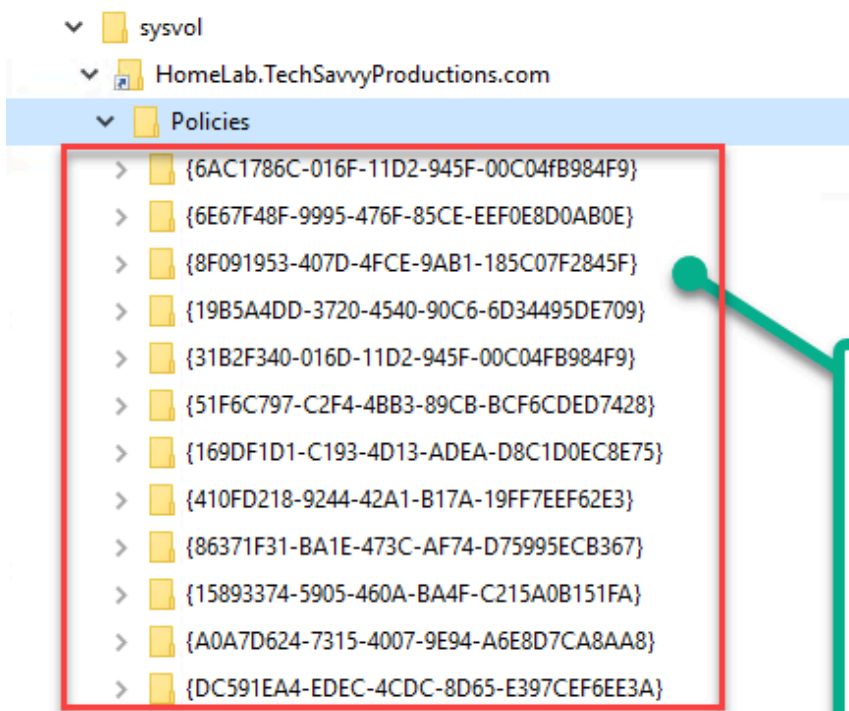 sysvol
HomeLab.TechSavvyProductions.com
Policies
{6AC1786C-016F-11D2-945F-00C04fB984F9}
{6E67F48F-9995-476F-85CE-EEF0E8D0AB0E}
{8F091953-407D-4FCE-9AB1-185C07F2845F}
{19B5A4DD-3720-4540-90C6-6D34495DE709}
{31B2F340-016D-11D2-945F-00C04FB984F9}
{51F6C797-C2F4-4BB3-89CB-BCF6CDED7428}
{169DF1D1-C193-4D13-ADEA-D8C1D0EC8E75}
{410FD218-9244-42A1-B17A-19FF7EEF62E3}
{86371F31-BA1E-473C-AF74-D75995ECB367}
{15893374-5905-460A-BA4F-C215A0B151FA}
{A0A7D624-7315-4007-9E94-A6E8D7CA8AA8}
{DC591EA4-EDEC-4CDC-8D65-E397CEF6EE3A}